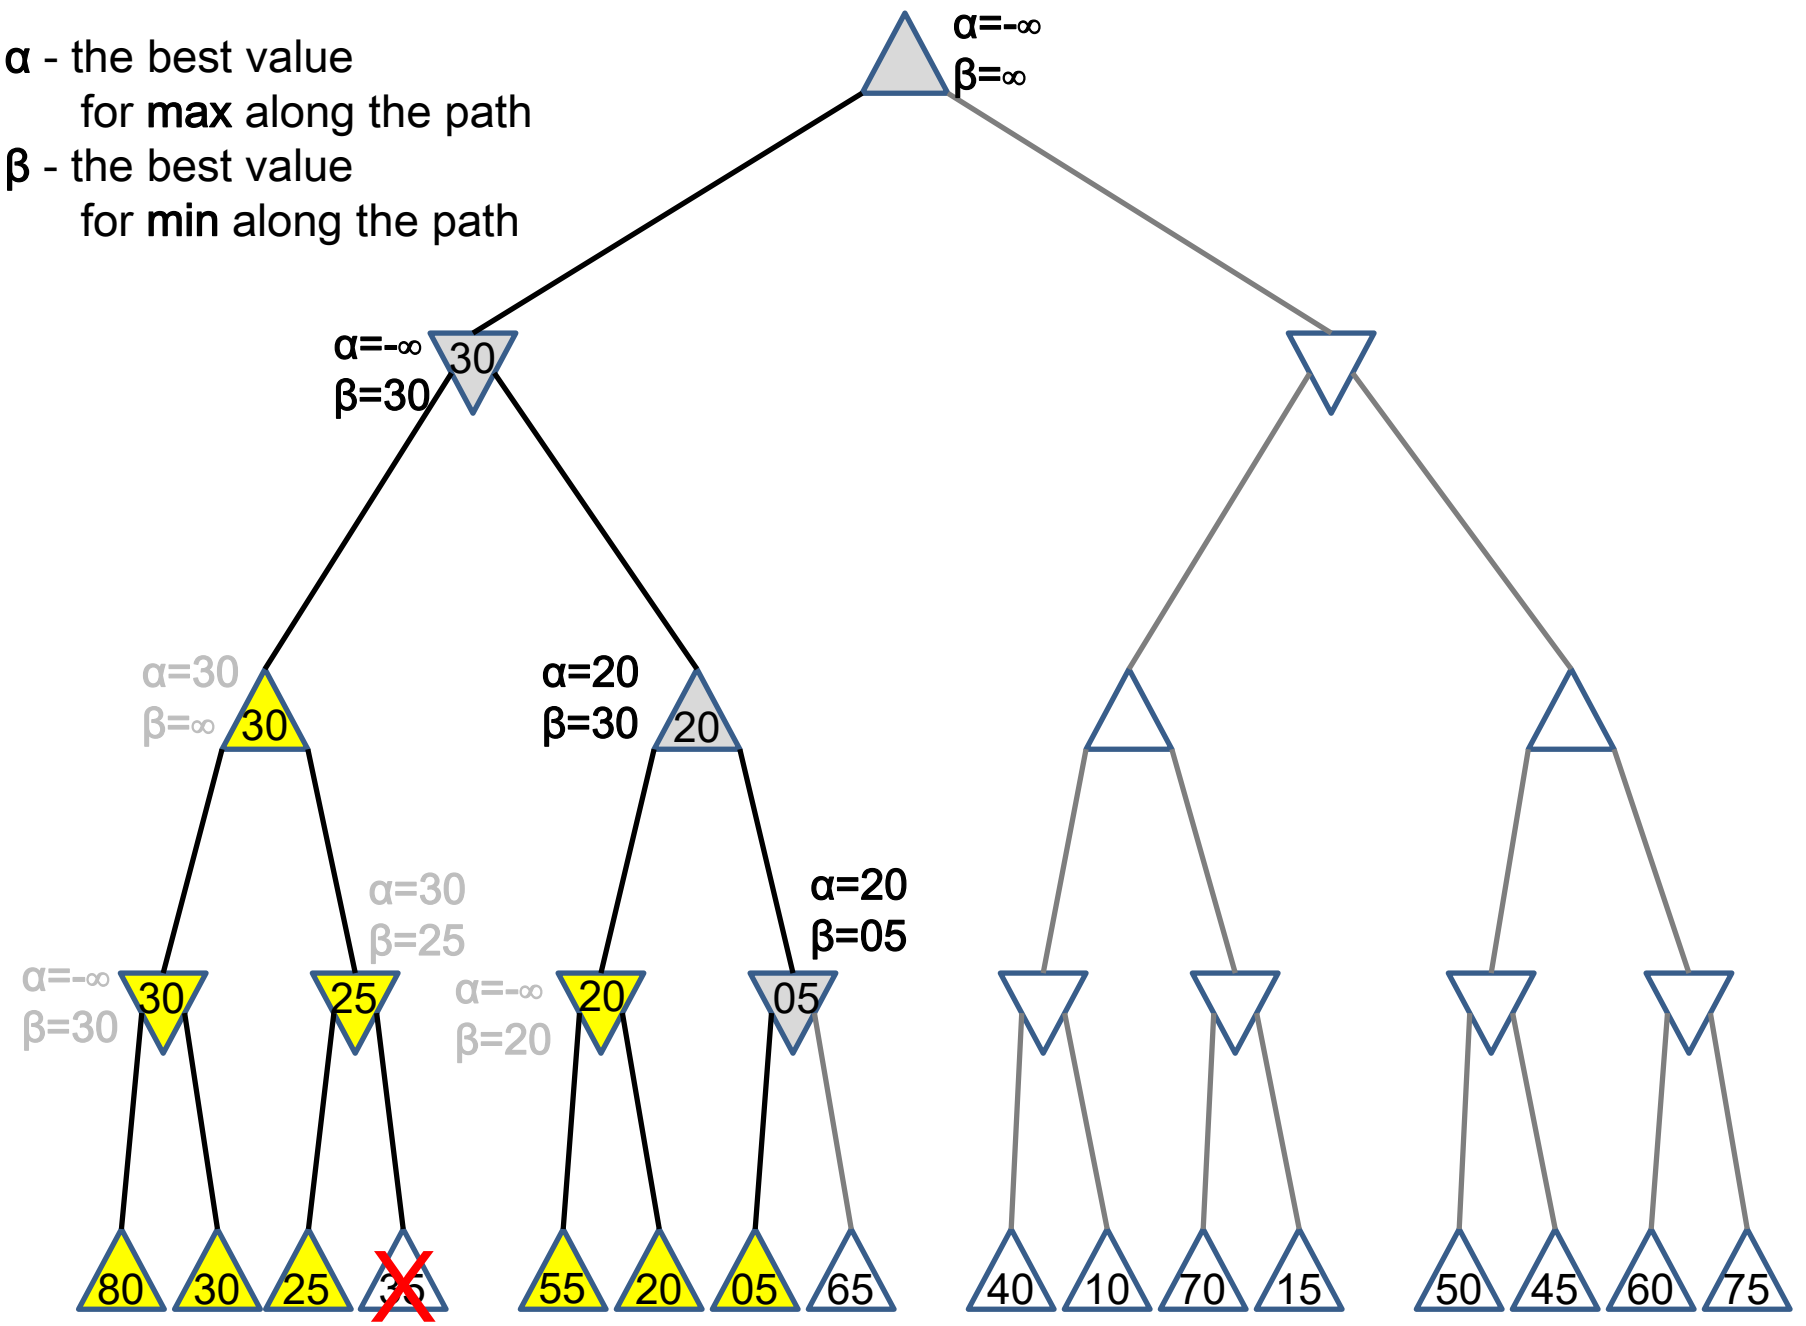 α - the best value
for max along the path
β - the best value
for min along the path
α=-∞
β=∞
α=-∞
β=30
30
α=30
β=∞
30
α=20
β=30
20
α=30
β=25
α=20
β=05
α=-∞
β=30
30
25
α=-∞
β=20
20
05
80 30 25 35 55 20 05 65 40 10 70 15 50 45 60 75
X